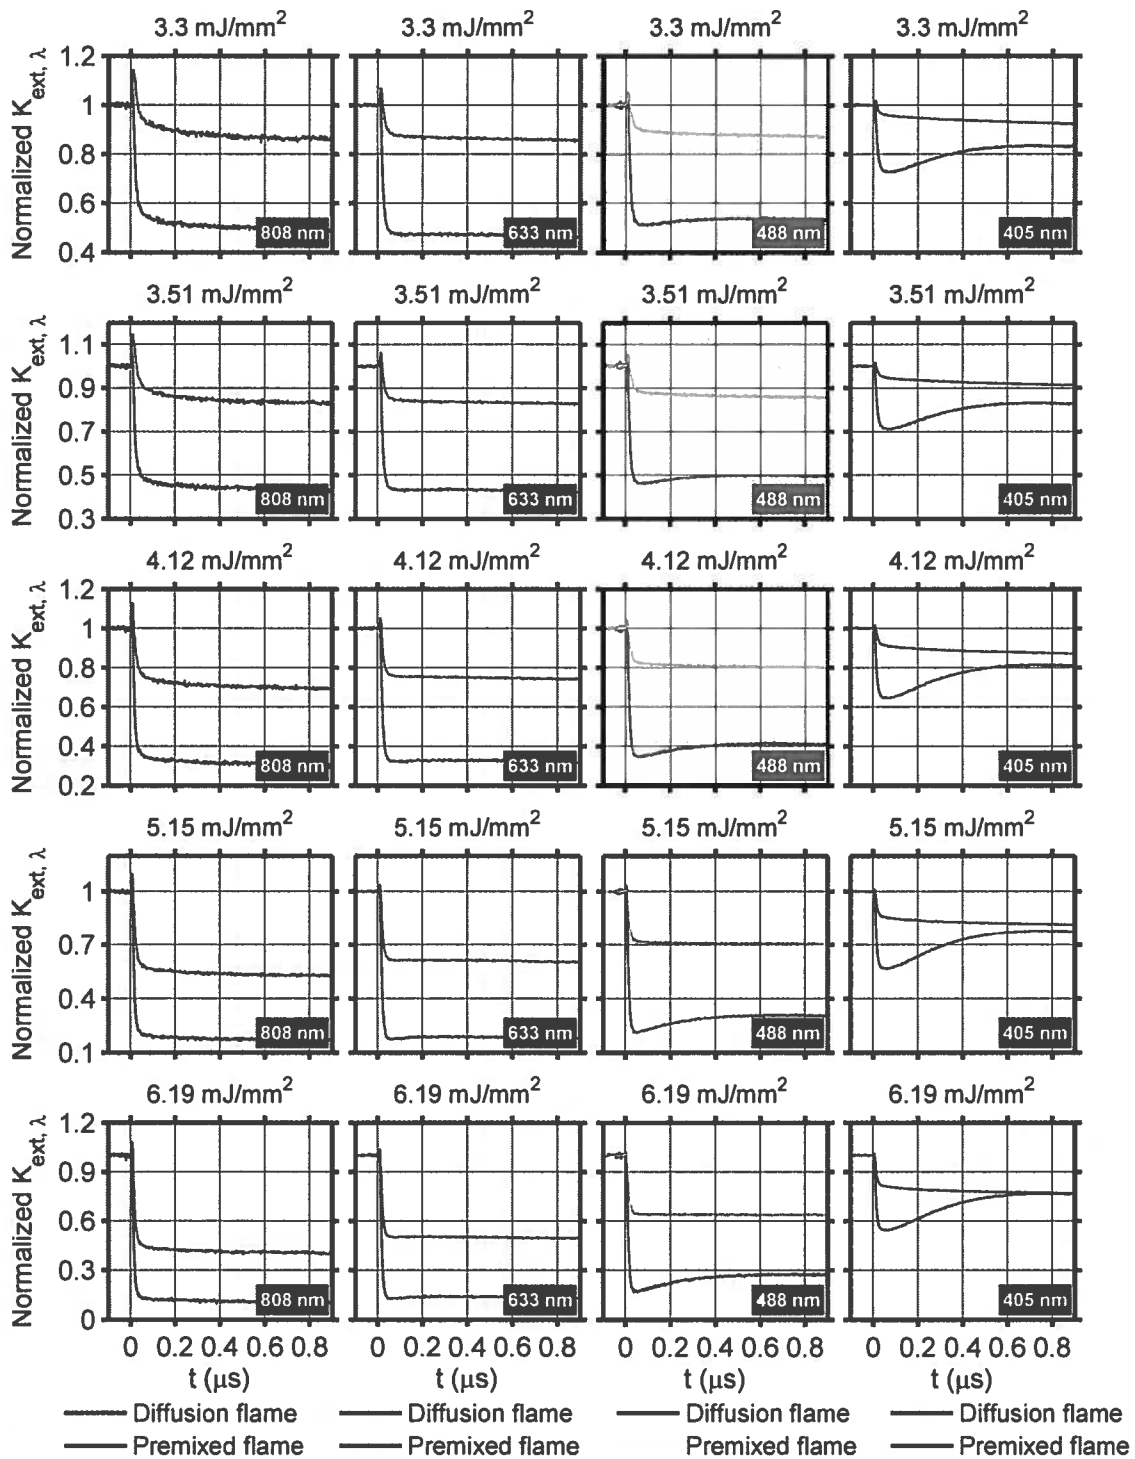 3.3 mJ/mm² 3.3 mJ/mm² 3.3 mJ/mm² 3.3 mJ/mm²
Normalized K_ext, λ
1.2
1
0.8
0.6
0.4
808 nm 633 nm 488 nm 405 nm
3.51 mJ/mm² 3.51 mJ/mm² 3.51 mJ/mm² 3.51 mJ/mm²
Normalized K_ext, λ
1.1
0.9
0.7
0.5
0.3
808 nm 633 nm 488 nm 405 nm
4.12 mJ/mm² 4.12 mJ/mm² 4.12 mJ/mm² 4.12 mJ/mm²
Normalized K_ext, λ
1.2
1
0.8
0.6
0.4
0.2
808 nm 633 nm 488 nm 405 nm
5.15 mJ/mm² 5.15 mJ/mm² 5.15 mJ/mm² 5.15 mJ/mm²
Normalized K_ext, λ
1
0.7
0.4
0.1
808 nm 633 nm 488 nm 405 nm
6.19 mJ/mm² 6.19 mJ/mm² 6.19 mJ/mm² 6.19 mJ/mm²
Normalized K_ext, λ
1.2
0.9
0.6
0.3
0
808 nm 633 nm 488 nm 405 nm
0 0.2 0.4 0.6 0.8 0 0.2 0.4 0.6 0.8 0 0.2 0.4 0.6 0.8 0 0.2 0.4 0.6 0.8
t (μs) t (μs) t (μs) t (μs)
Diffusion flame Diffusion flame Diffusion flame Diffusion flame
Premixed flame Premixed flame Premixed flame Premixed flame